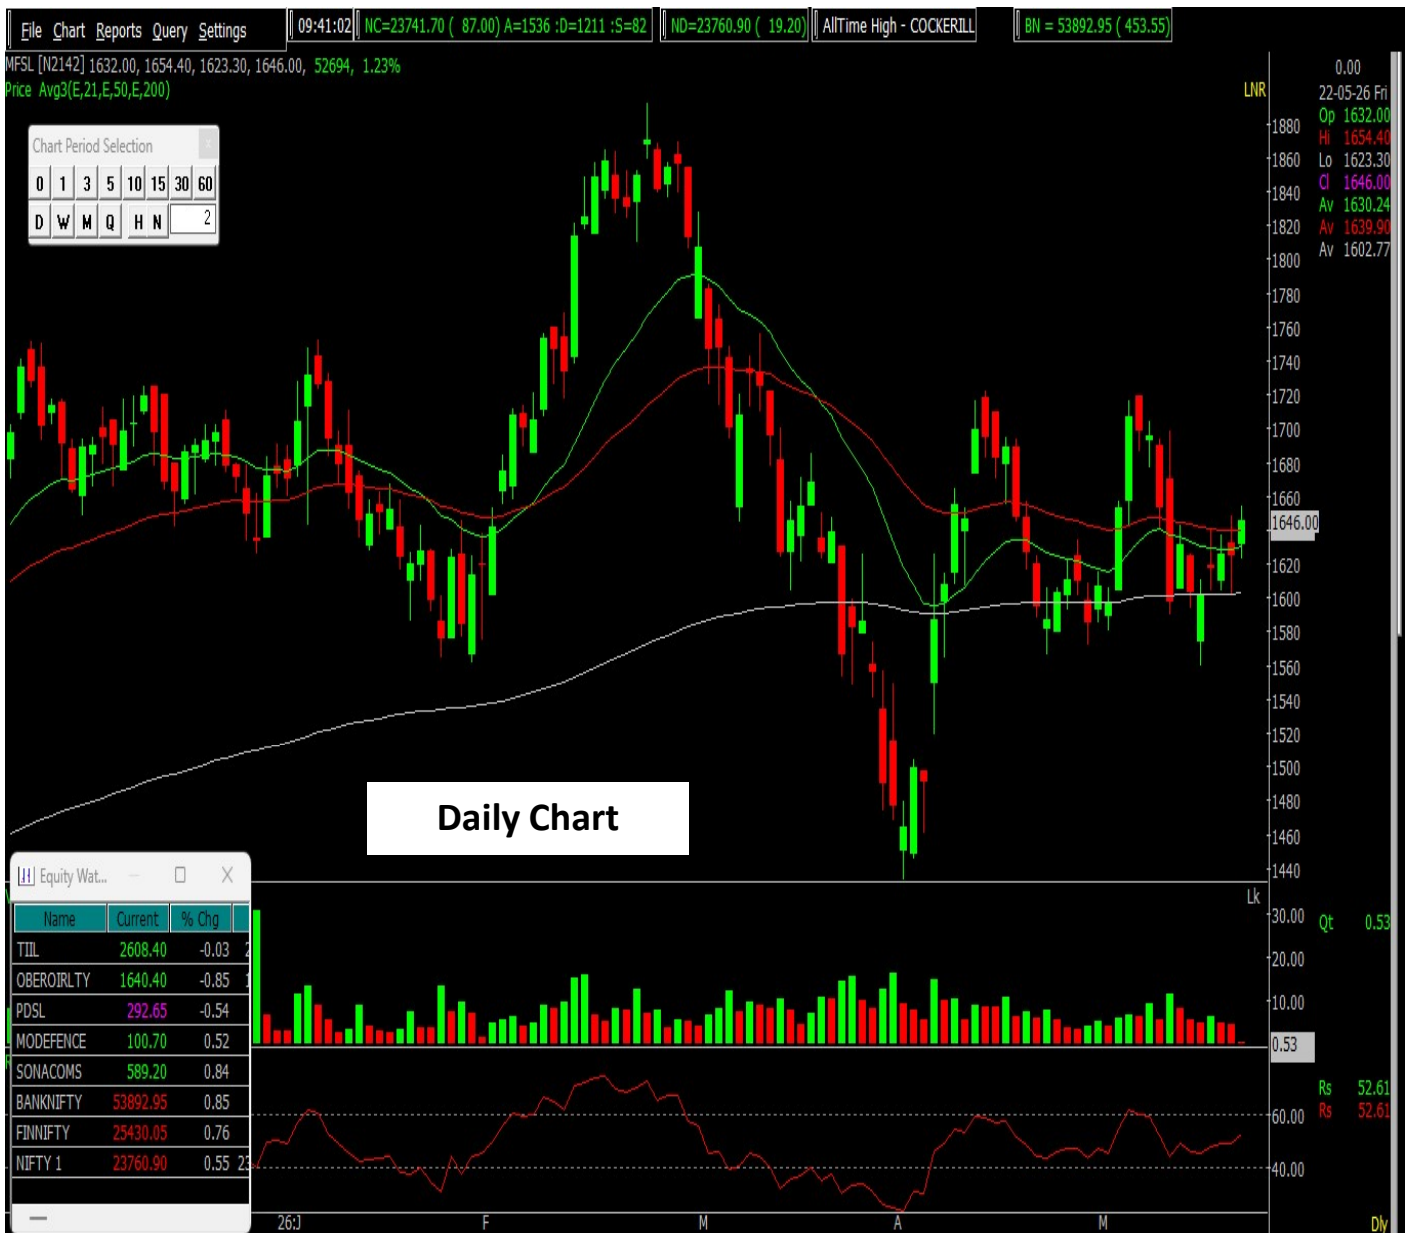 File Chart Reports Query Settings 09:41:02 NC=23741.70 ( 87.00) A=1536 :D=1211 :S=82 ND=23760.90 ( 19.20) AllTime High - COCKERILL BN = 53892.95 ( 453.55)
MFSL [N2142] 1632.00, 1654.40, 1623.30, 1646.00, 52694, 1.23%
Price Avg3(E,21,E,50,E,200)
LNR
0.00
22-05-26 Fri
Op 1632.00
Hi 1654.40
Lo 1623.30
Cl 1646.00
Av 1630.24
Av 1639.90
Av 1602.77
Chart Period Selection x
0 1 3 5 10 15 30 60
D W M Q H N 2
1880
1860
1840
1820
1800
1780
1760
1740
1720
1700
1680
1660
1646.00
1620
1600
1580
1560
1540
1520
1500
1480
1460
1440
Daily Chart
Equity Wat...
Name Current % Chg
TIIL 2608.40 -0.03 2
OBEROIRLTY 1640.40 -0.85 1
PDSL 292.65 -0.54
MODEFENCE 100.70 0.52
SONACOMS 589.20 0.84
BANKNIFTY 53892.95 0.85
FINNIFTY 25430.05 0.76
NIFTY 1 23760.90 0.55 23
Lk
30.00
20.00
10.00
0.53
Qt 0.53
60.00
40.00
Rs 52.61
Rs 52.61
26:J F M A M
Dly